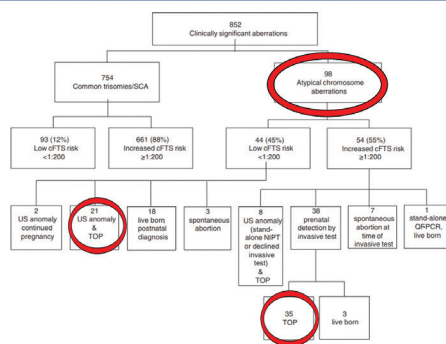 852
Clinically significant aberrations
754
Common trisomies/SCA
98
Atypical chromosome
aberrations
93 (12%)
Low cFTS risk
<1:200
661 (88%)
Increased cFTS risk
≥1:200
44 (45%)
Low cFTS risk
<1:200
54 (55%)
Increased cFTS risk
≥1:200
2
US anomaly
continued
pregnancy
21
US anomaly
&
TOP
18
live born
postnatal
diagnosis
3
spontaneous
abortion
8
US anomaly
(stand-
alone NIPT
or declined
invasive
test)
&
TOP
38
prenatal
detection by
invasive test
7
spontaneous
abortion at
time of
invasive test
1
stand-alone
QFPCR,
live born
35
TOP
3
live born